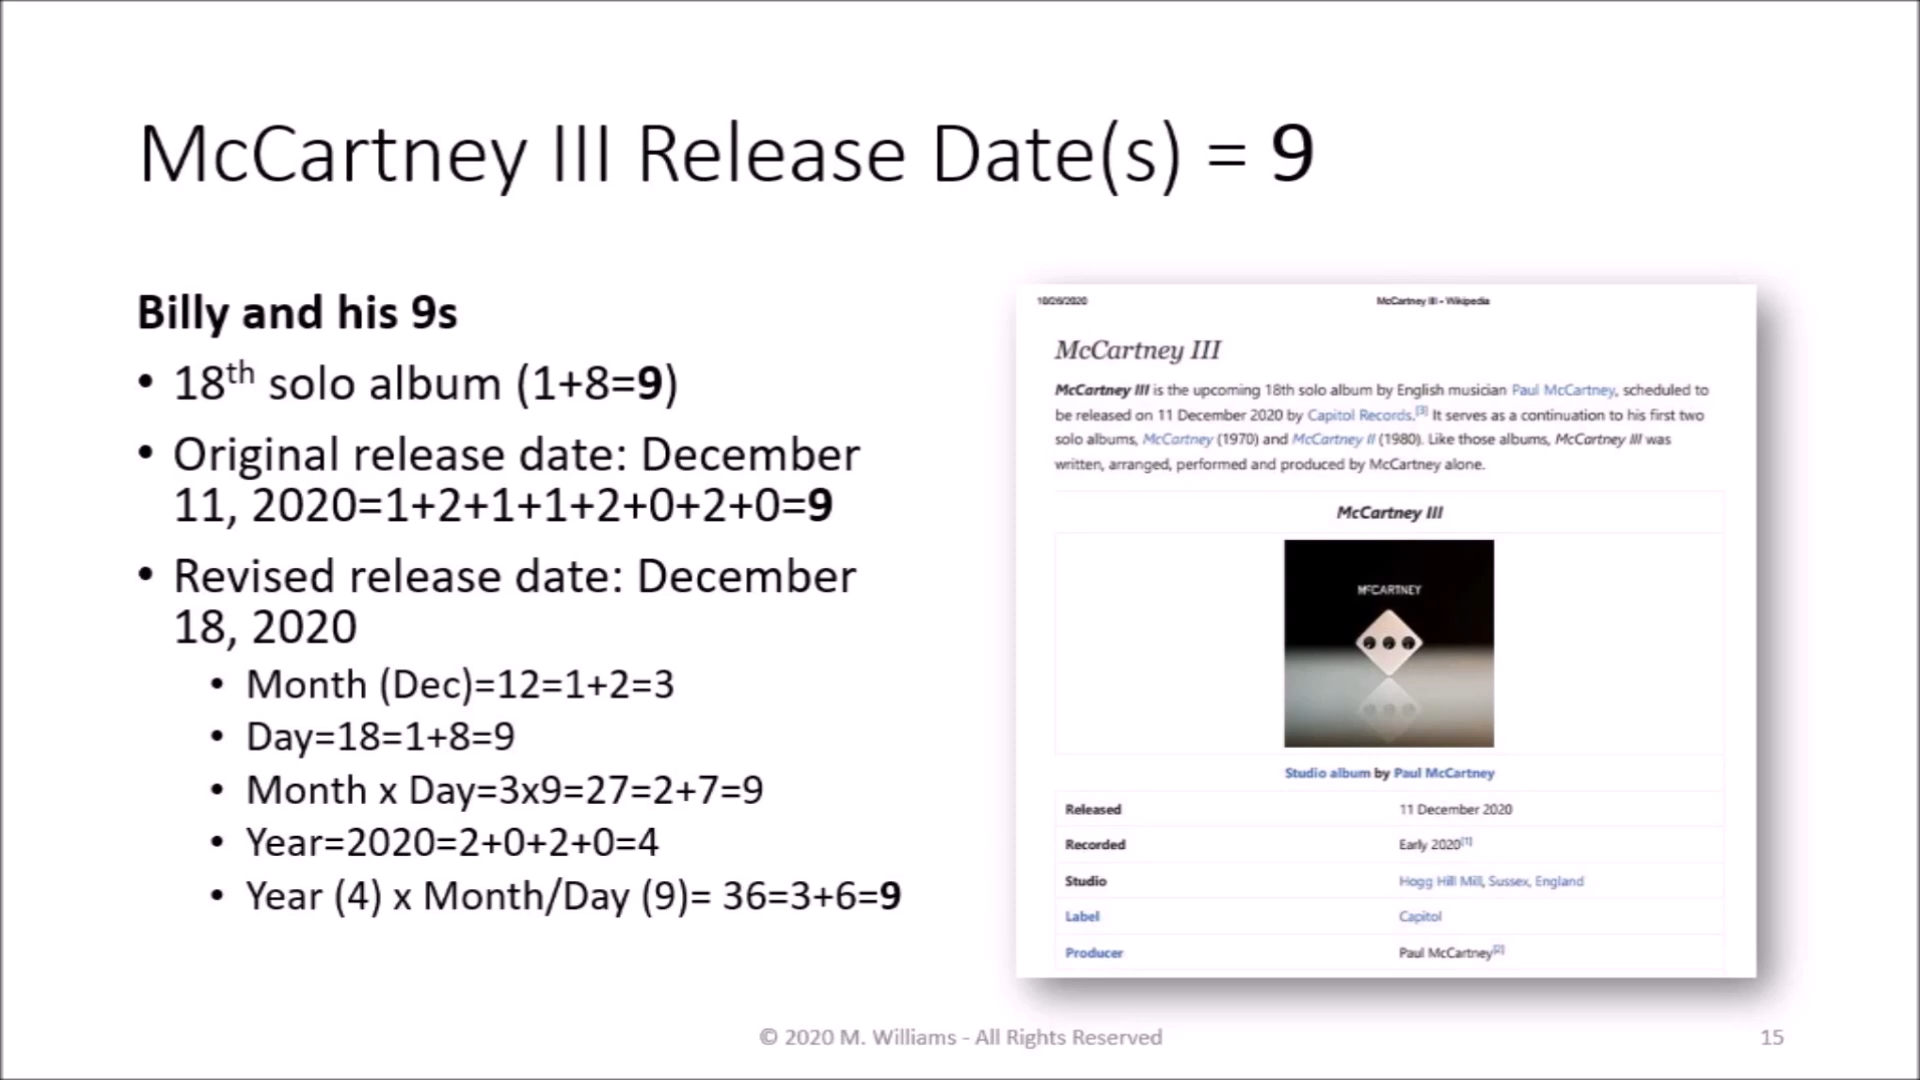 McCartney III Release Date(s) = 9
Billy and his 9s
• 18th solo album (1+8=9)
• Original release date: December
11, 2020=1+2+1+1+2+0+2+0=9
• Revised release date: December
18, 2020
• Month (Dec)=12=1+2=3
• Day=18=1+8=9
• Month x Day=3x9=27=2+7=9
• Year=2020=2+0+2+0=4
• Year (4) x Month/Day (9)= 36=3+6=9
10/26/2020 McCartney III - Wikipedia
McCartney III
McCartney III is the upcoming 18th solo album by English musician Paul McCartney, scheduled to
be released on 11 December 2020 by Capitol Records.[3] It serves as a continuation to his first two
solo albums, McCartney (1970) and McCartney II (1980). Like those albums, McCartney III was
written, arranged, performed and produced by McCartney alone.
McCartney III
McCARTNEY
Studio album by Paul McCartney
Released 11 December 2020
Recorded Early 2020[1]
Studio Hogg Hill Mill, Sussex, England
Label Capitol
Producer Paul McCartney[2]
© 2020 M. Williams - All Rights Reserved
15